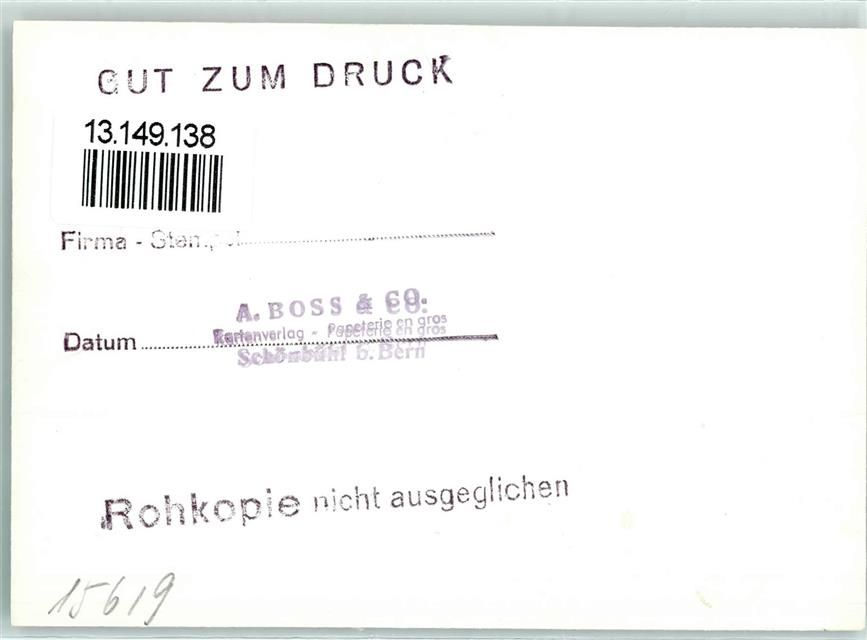 GUT ZUM DRUCK
13.149.138
Firma - Stempel
A. BOSS & CO.
Kartenverlag - Papeterie en gros
Datum
Schönbühl b. Bern
Rohkopie nicht ausgeglichen
15619